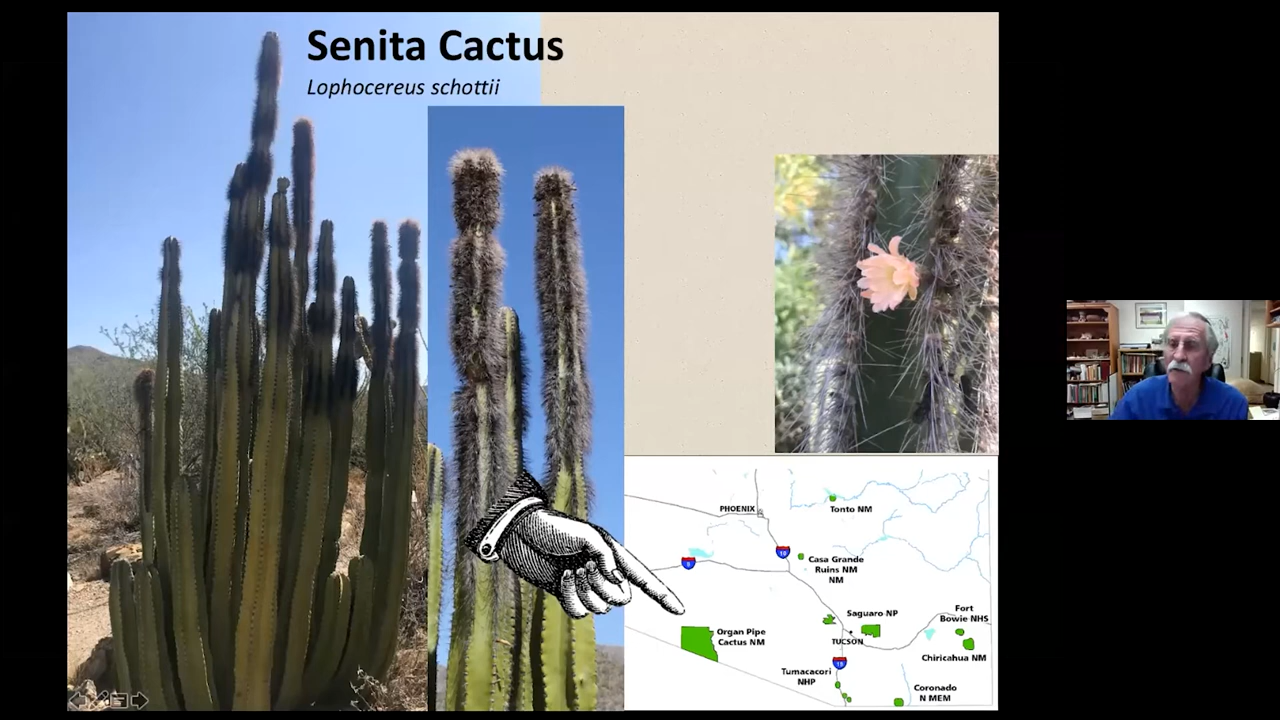 Senita Cactus
Lophocereus schottii
PHOENIX
Tonto NM
10
8
Casa Grande
Ruins NM
NM
Saguaro NP
Fort
Bowie NHS
Organ Pipe
Cactus NM
TUCSON
Chiricahua NM
Tumacacori
NHP
Coronado
N MEM